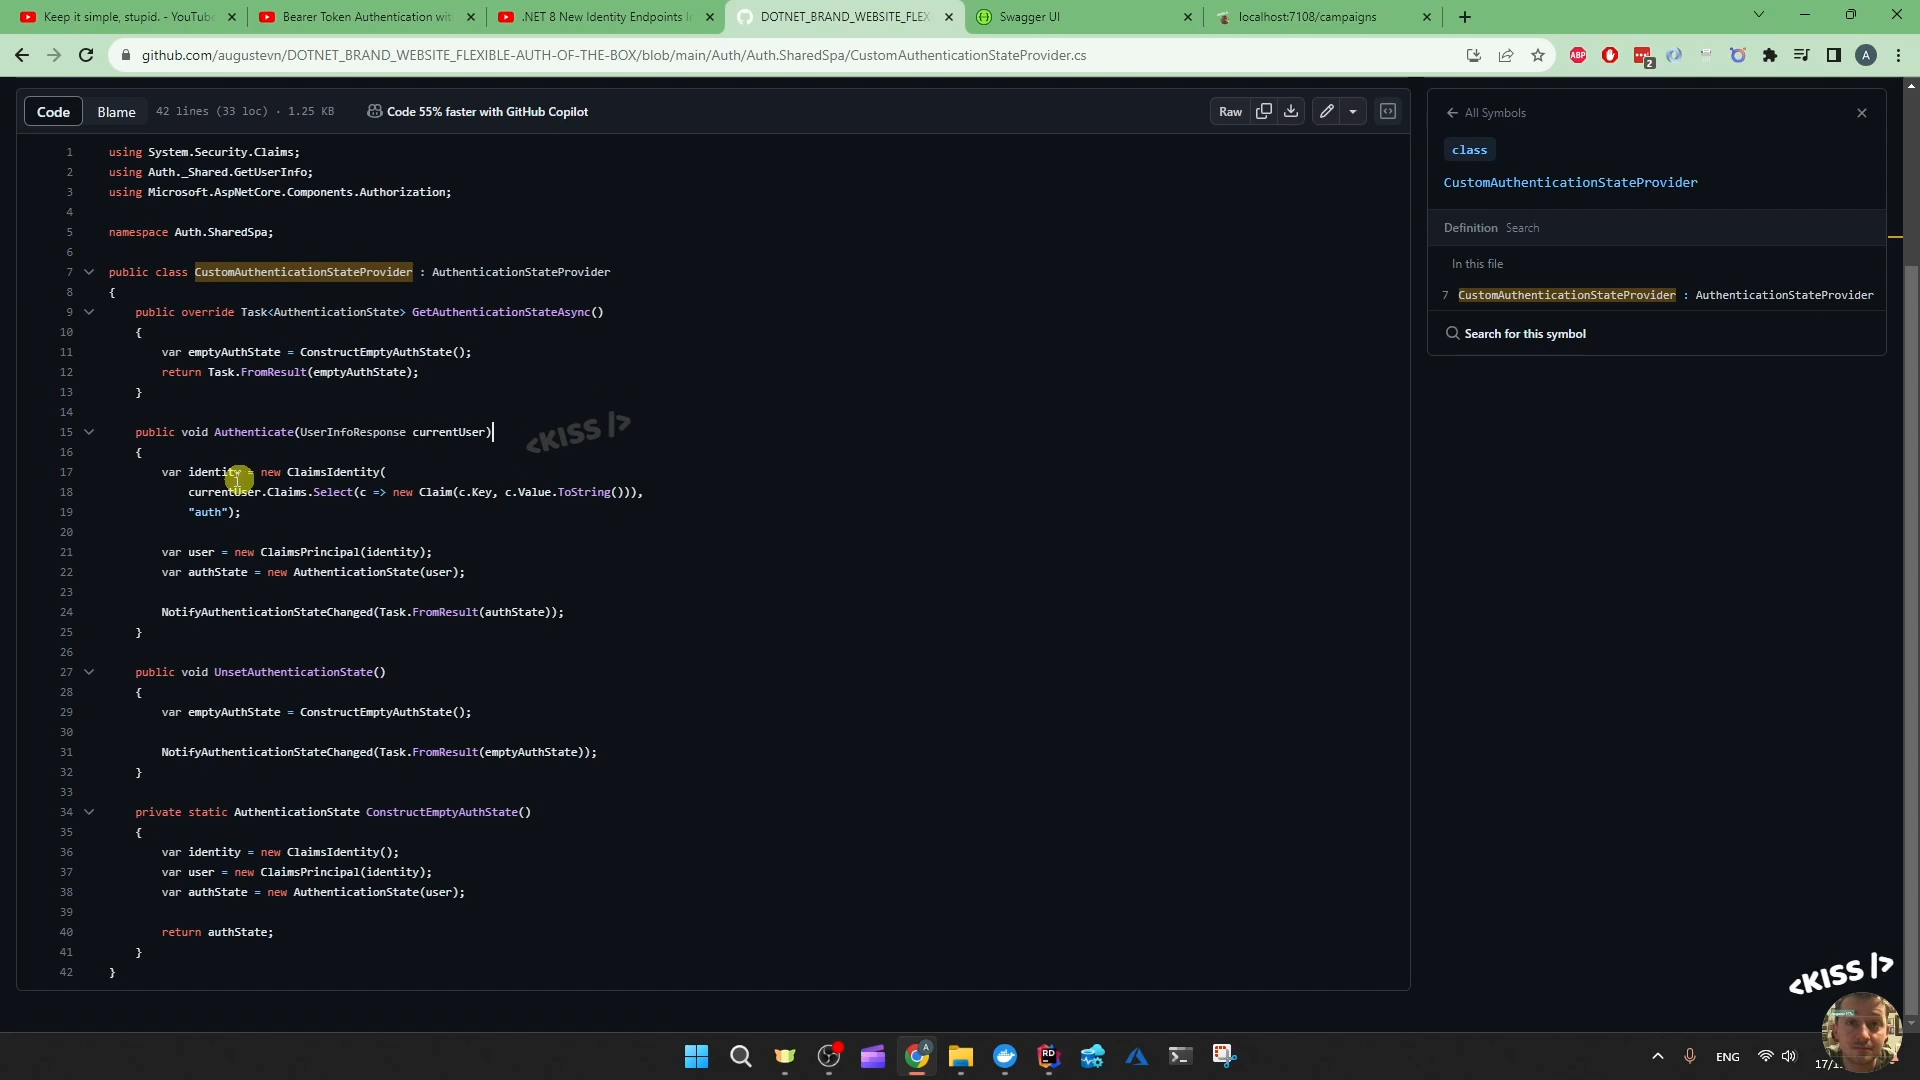 Keep it simple, stupid. - YouTube
Bearer Token Authentication wit
.NET 8 New Identity Endpoints I
DOTNET_BRAND_WEBSITE_FLEX
Swagger UI
localhost:7108/campaigns
github.com/augustevn/DOTNET_BRAND_WEBSITE_FLEXIBLE-AUTH-OF-THE-BOX/blob/main/Auth/Auth.SharedSpa/CustomAuthenticationStateProvider.cs
ABP
2
A
Code Blame 42 lines (33 loc) · 1.25 KB Code 55% faster with GitHub Copilot Raw
1 using System.Security.Claims;
2 using Auth._Shared.GetUserInfo;
3 using Microsoft.AspNetCore.Components.Authorization;
4
5 namespace Auth.SharedSpa;
6
7 public class CustomAuthenticationStateProvider : AuthenticationStateProvider
8 {
9 public override Task<AuthenticationState> GetAuthenticationStateAsync()
10 {
11 var emptyAuthState = ConstructEmptyAuthState();
12 return Task.FromResult(emptyAuthState);
13 }
14
15 public void Authenticate(UserInfoResponse currentUser)
16 {
17 var identity = new ClaimsIdentity(
18 currentUser.Claims.Select(c => new Claim(c.Key, c.Value.ToString())),
19 "auth");
20
21 var user = new ClaimsPrincipal(identity);
22 var authState = new AuthenticationState(user);
23
24 NotifyAuthenticationStateChanged(Task.FromResult(authState));
25 }
26
27 public void UnsetAuthenticationState()
28 {
29 var emptyAuthState = ConstructEmptyAuthState();
30
31 NotifyAuthenticationStateChanged(Task.FromResult(emptyAuthState));
32 }
33
34 private static AuthenticationState ConstructEmptyAuthState()
35 {
36 var identity = new ClaimsIdentity();
37 var user = new ClaimsPrincipal(identity);
38 var authState = new AuthenticationState(user);
39
40 return authState;
41 }
42 }
<KISS />
All Symbols
class
CustomAuthenticationStateProvider
Definition Search
In this file
7 CustomAuthenticationStateProvider : AuthenticationStateProvider
Search for this symbol
<KISS />
A
RD
ENG
17/1